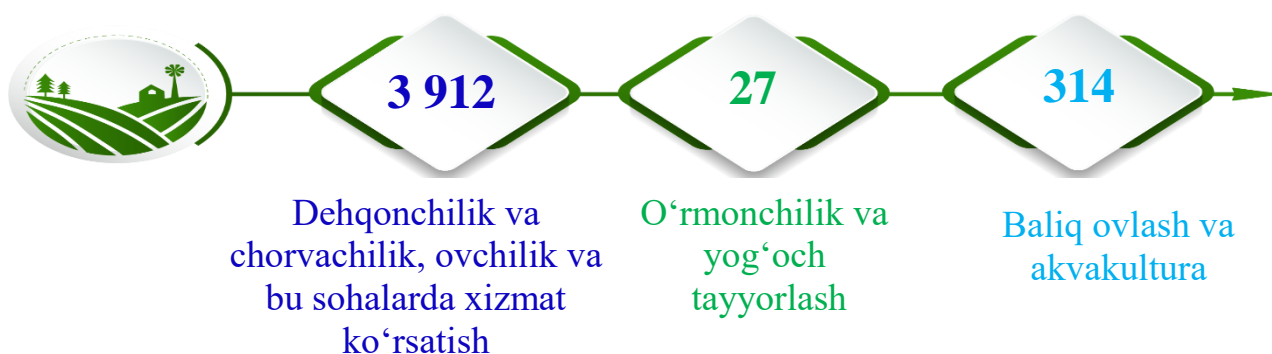 3 912
27
314
Dehqonchilik va
chorvachilik, ovchilik va
bu sohalarda xizmat
ko‘rsatish
O‘rmonchilik va
yog‘och
tayyorlash
Baliq ovlash va
akvakultura